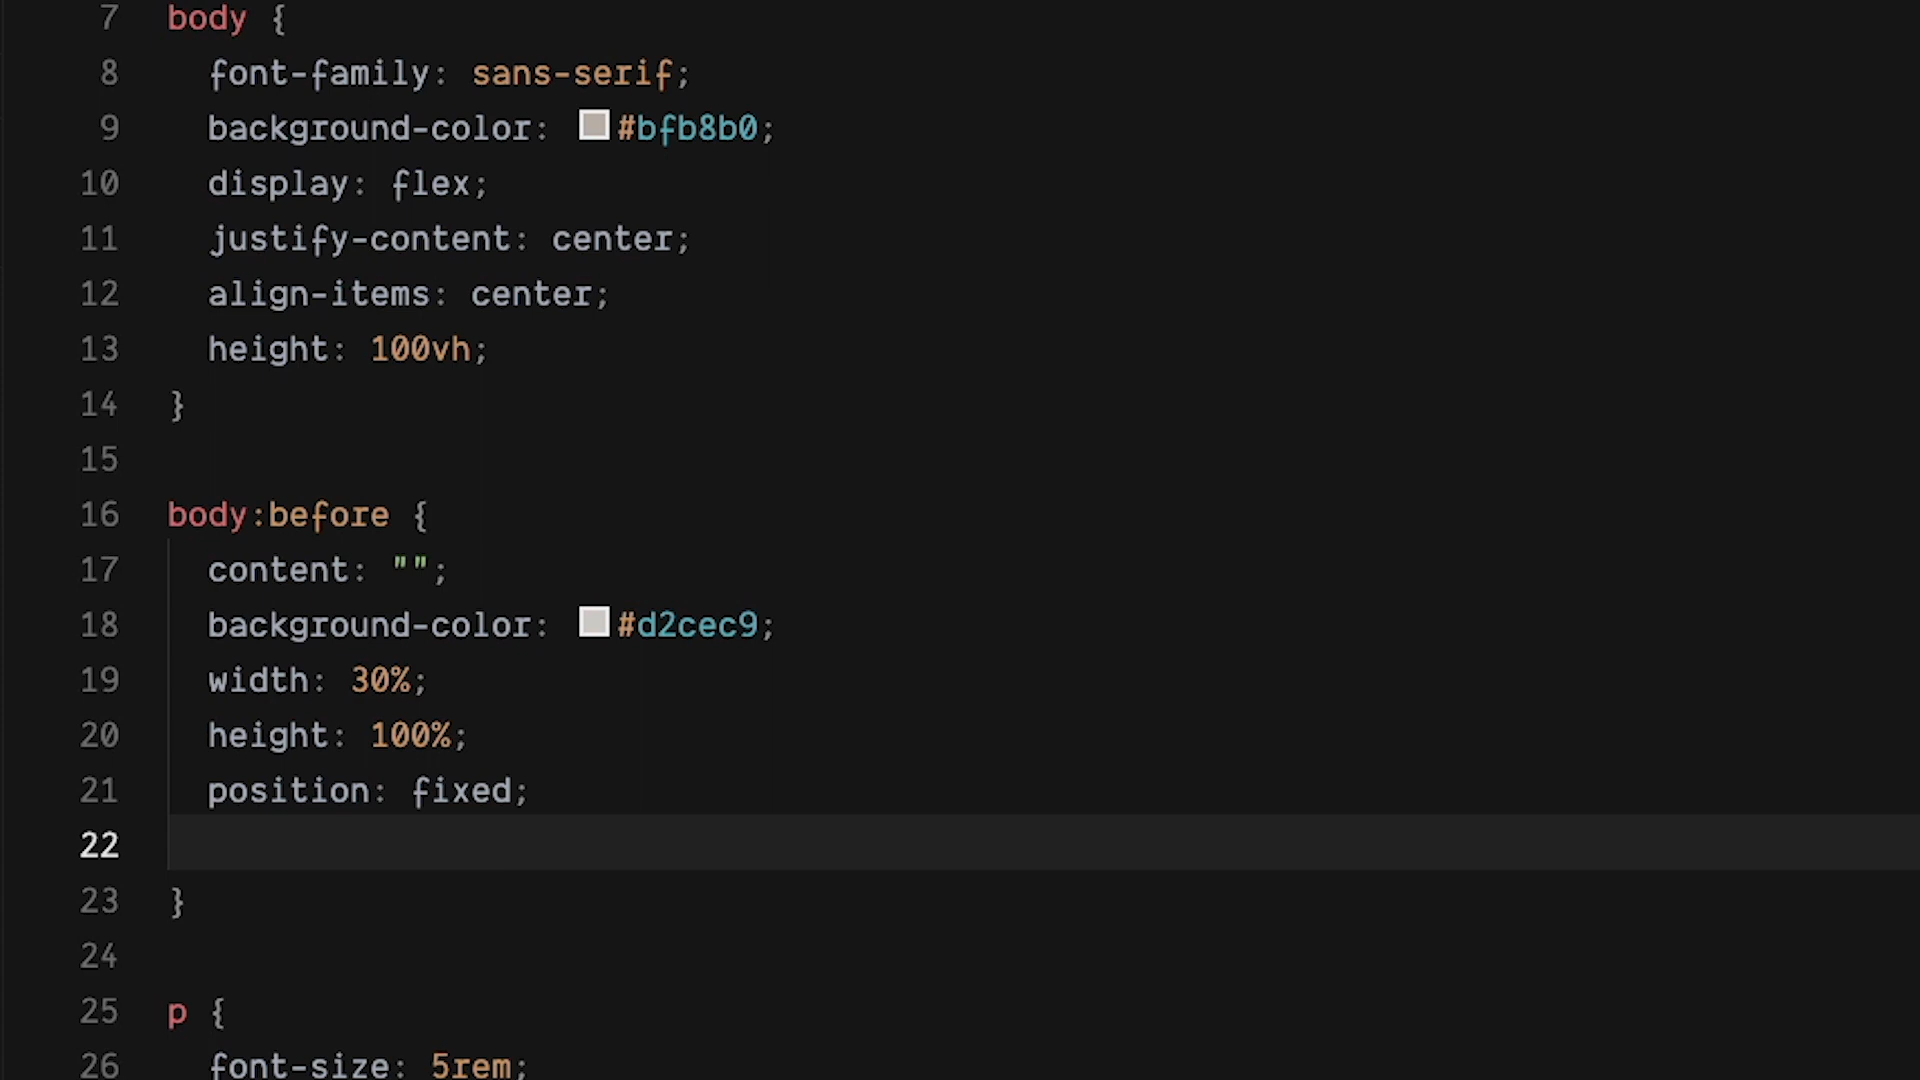 7 body {
8 font-family: sans-serif;
9 background-color: #bfb8b0;
10 display: flex;
11 justify-content: center;
12 align-items: center;
13 height: 100vh;
14 }
15
16 body:before {
17 content: "";
18 background-color: #d2cec9;
19 width: 30%;
20 height: 100%;
21 position: fixed;
22
23 }
24
25 p {
26 font-size: 5rem;